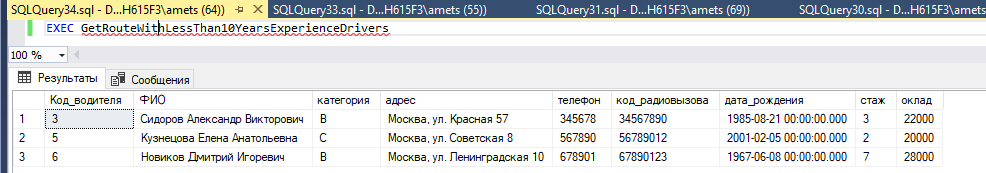 SQLQuery34.sql - D...H615F3\amets (64))* SQLQuery33.sql - D...H615F3\amets (55)) SQLQuery31.sql - D...H615F3\amets (69)) SQLQuery30.sql - D...H615F3\amets
EXEC GetRouteWithLessThan10YearsExperienceDrivers
100 %
Результаты Сообщения
Код_водителя ФИО категория адрес телефон код_радиовызова дата_рождения стаж оклад
1 3 Сидоров Александр Викторович B Москва, ул. Красная 57 345678 34567890 1985-08-21 00:00:00.000 3 22000
2 5 Кузнецова Елена Анатольевна C Москва, ул. Советская 8 567890 56789012 2001-02-05 00:00:00.000 2 20000
3 6 Новиков Дмитрий Игоревич B Москва, ул. Ленинградская 10 678901 67890123 1967-06-08 00:00:00.000 7 28000